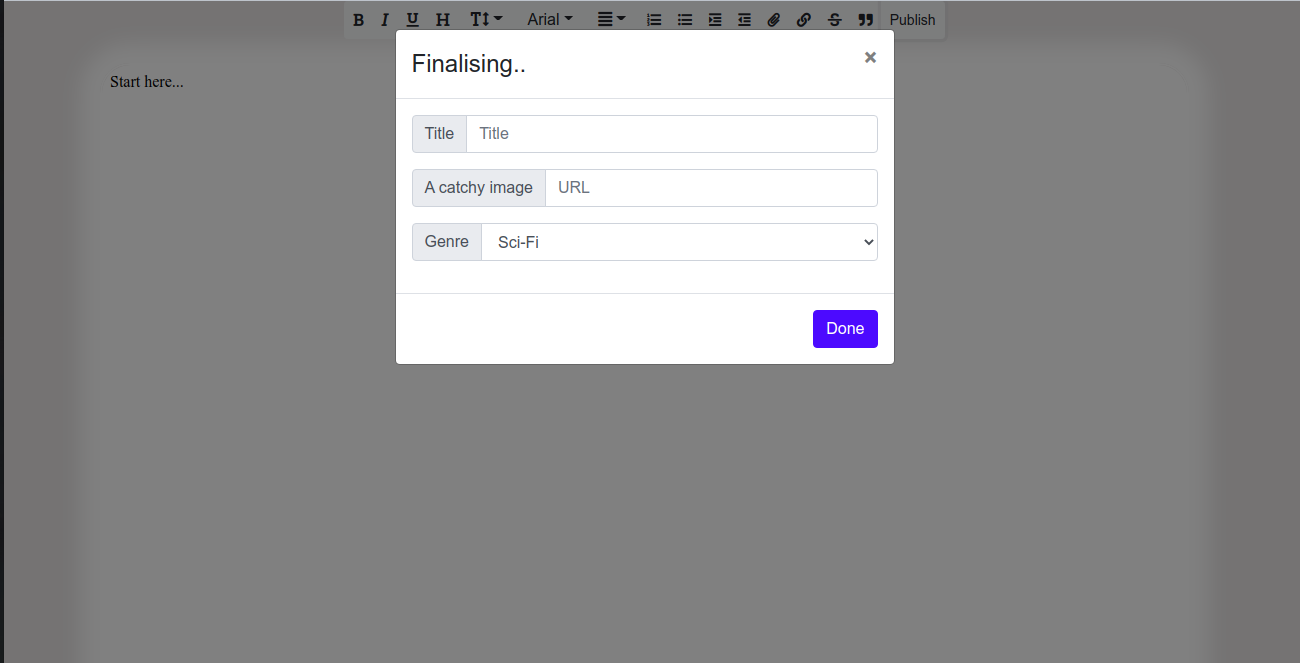 B I U H T Arial Publish
Finalising.. ×
Start here...
Title Title
A catchy image URL
Genre Sci-Fi
Done